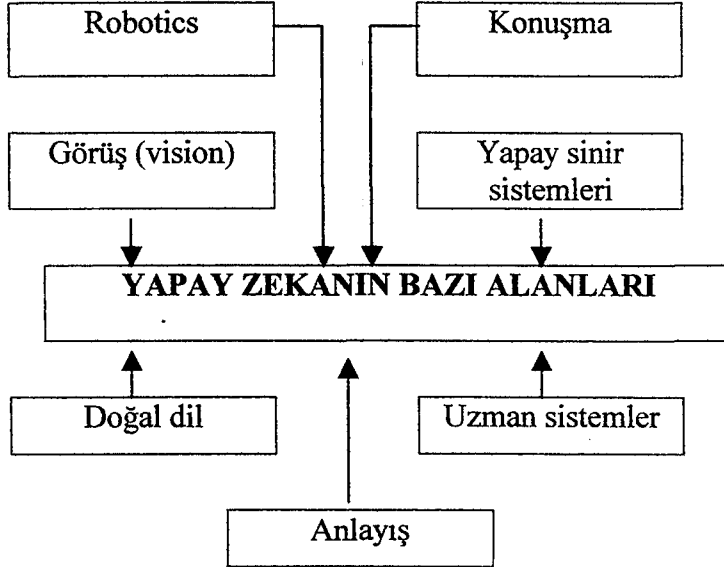 Robotics
Konuşma
Görüş (vision)
Yapay sinir
sistemleri
YAPAY ZEKANIN BAZI ALANLARI
Doğal dil
Uzman sistemler
Anlayış